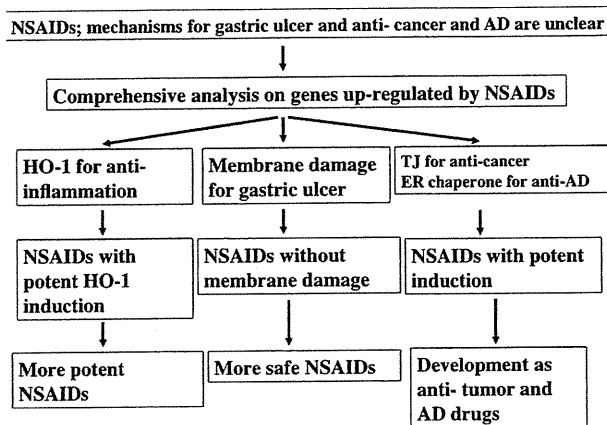 NSAIDs; mechanisms for gastric ulcer and anti- cancer and AD are unclear
Comprehensive analysis on genes up-regulated by NSAIDs
HO-1 for anti-
inflammation
Membrane damage
for gastric ulcer
TJ for anti-cancer
ER chaperone for anti-AD
NSAIDs with
potent HO-1
induction
NSAIDs without
membrane damage
NSAIDs with potent
induction
More potent
NSAIDs
More safe NSAIDs
Development as
anti- tumor and
AD drugs